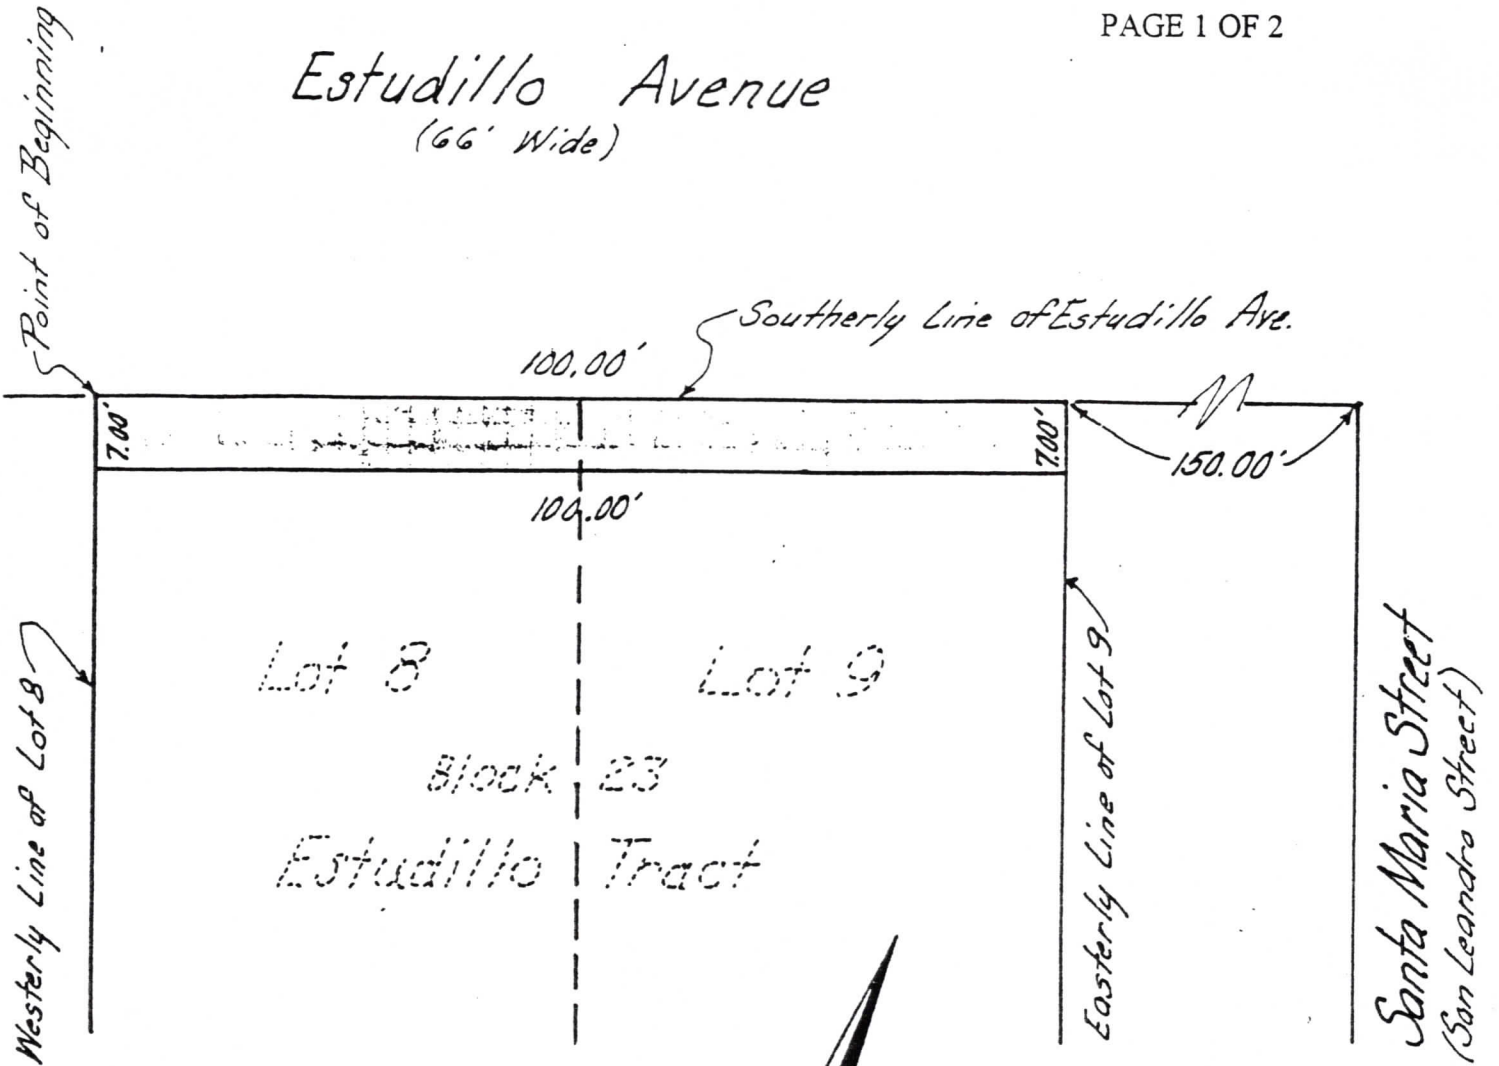 PAGE 1 OF 2
Estudillo Avenue
(66' Wide)
Point of Beginning
Southerly Line of Estudillo Ave.
100.00'
7.00'
7.00'
150.00'
100.00'
Lot 8
Lot 9
Block 23
Estudillo Tract
Westerly Line of Lot 8
Easterly Line of Lot 9
Santa Maria Street
(San Leandro Street)